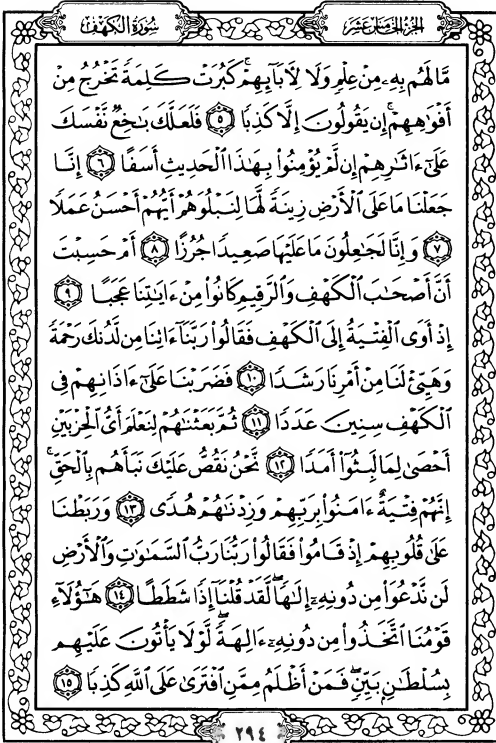 الجزء الخامس عشر
سورة الكهف
مَّا لَهُم بِهِۦ مِنْ عِلْمٍ وَلَا لِأَبَآئِهِمْ ۚ كَبُرَتْ كَلِمَةً تَخْرُجُ مِنْ
أَفْوَٰهِهِمْ ۚ إِن يَقُولُونَ إِلَّا كَذِبًا ٥ فَلَعَلَّكَ بَٰخِعٌ نَّفْسَكَ
عَلَىٰٓ ءَاثَٰرِهِمْ إِن لَّمْ يُؤْمِنُوا۟ بِهَٰذَا ٱلْحَدِيثِ أَسَفًا ٦ إِنَّا
جَعَلْنَا مَا عَلَى ٱلْأَرْضِ زِينَةً لَّهَا لِنَبْلُوَهُمْ أَيُّهُمْ أَحْسَنُ عَمَلًا
٧ وَإِنَّا لَجَٰعِلُونَ مَا عَلَيْهَا صَعِيدًا جُرُزًا ٨ أَمْ حَسِبْتَ
أَنَّ أَصْحَٰبَ ٱلْكَهْفِ وَٱلرَّقِيمِ كَانُوا۟ مِنْ ءَايَٰتِنَا عَجَبًا ٩
إِذْ أَوَى ٱلْفِتْيَةُ إِلَى ٱلْكَهْفِ فَقَالُوا۟ رَبَّنَآ ءَاتِنَا مِن لَّدُنكَ رَحْمَةً
وَهَيِّئْ لَنَا مِنْ أَمْرِنَا رَشَدًا ١٠ فَضَرَبْنَا عَلَىٰٓ ءَاذَانِهِمْ فِى
ٱلْكَهْفِ سِنِينَ عَدَدًا ١١ ثُمَّ بَعَثْنَٰهُمْ لِنَعْلَمَ أَىُّ ٱلْحِزْبَيْنِ
أَحْصَىٰ لِمَا لَبِثُوٓا۟ أَمَدًا ١٢ نَّحْنُ نَقُصُّ عَلَيْكَ نَبَأَهُم بِٱلْحَقِّ ۚ
إِنَّهُمْ فِتْيَةٌ ءَامَنُوا۟ بِرَبِّهِمْ وَزِدْنَٰهُمْ هُدًى ١٣ وَرَبَطْنَا
عَلَىٰ قُلُوبِهِمْ إِذْ قَامُوا۟ فَقَالُوا۟ رَبُّنَا رَبُّ ٱلسَّمَٰوَٰتِ وَٱلْأَرْضِ
لَن نَّدْعُوَا۟ مِن دُونِهِۦٓ إِلَٰهًا ۖ لَّقَدْ قُلْنَآ إِذًا شَطَطًا ١٤ هَٰٓؤُلَآءِ
قَوْمُنَا ٱتَّخَذُوا۟ مِن دُونِهِۦٓ ءَالِهَةً ۖ لَّوْلَا يَأْتُونَ عَلَيْهِم
بِسُلْطَٰنٍۭ بَيِّنٍ ۖ فَمَنْ أَظْلَمُ مِمَّنِ ٱفْتَرَىٰ عَلَى ٱللَّهِ كَذِبًا ١٥
٢٩٤